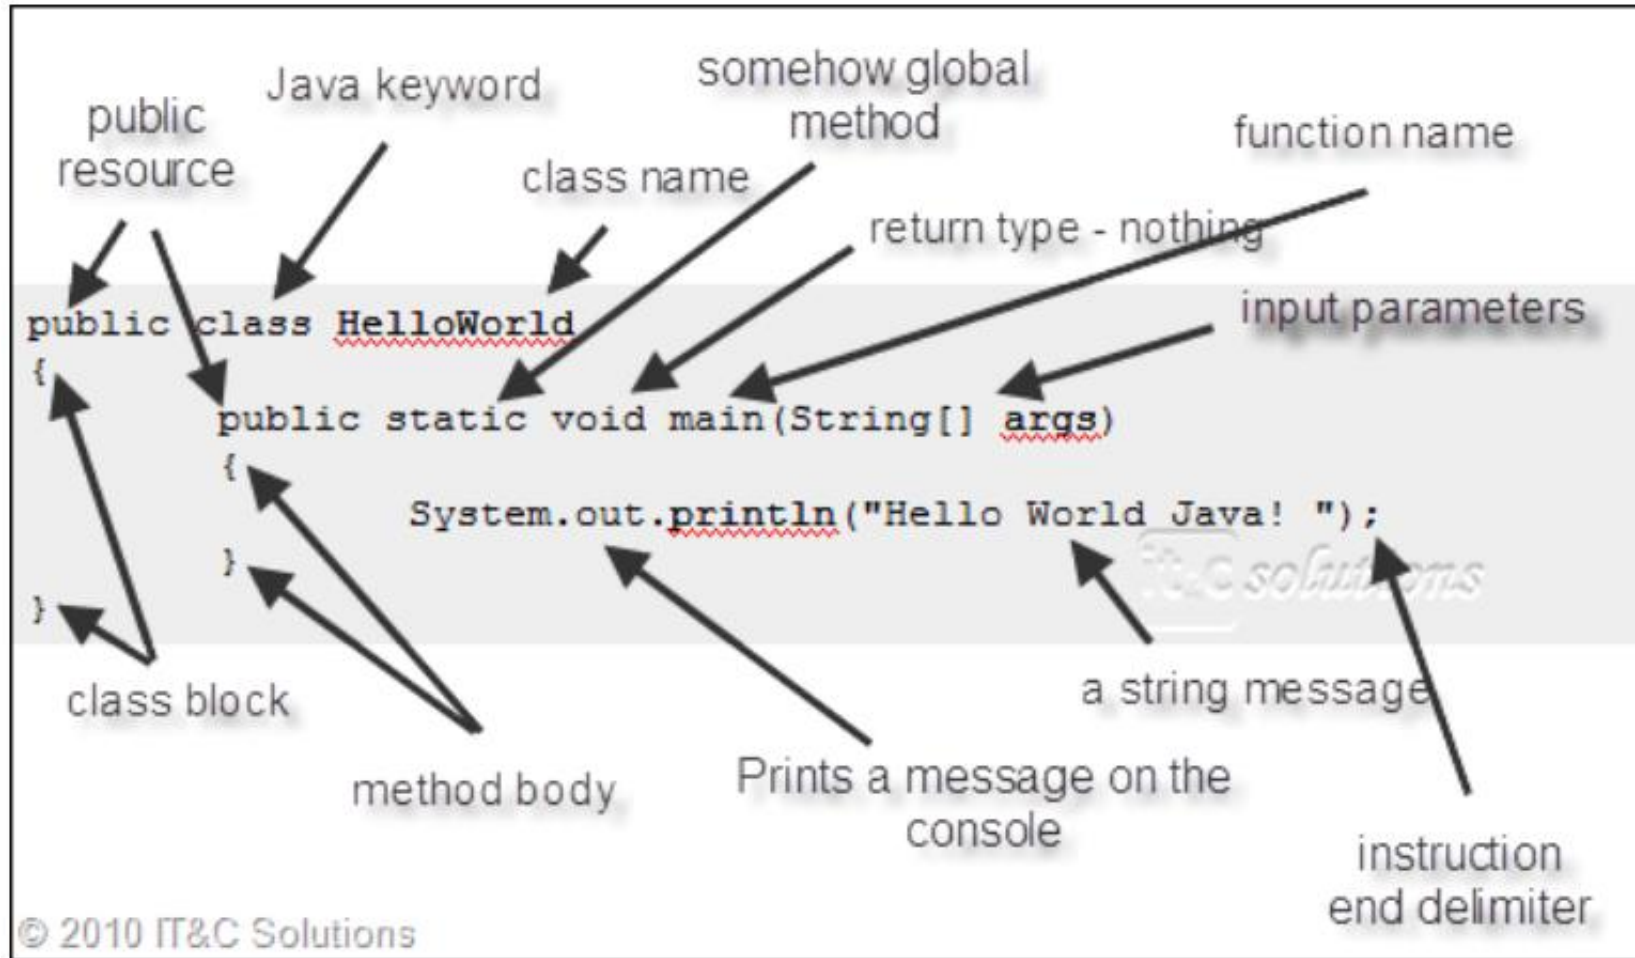 public
resource
Java keyword
class name
somehow global
method
return type - nothing
function name
input parameters
public class HelloWorld
{
public static void main(String[] args)
{
System.out.println("Hello World Java! ");
}
}
it&c solutions
class block
method body
Prints a message on the
console
a string message
instruction
end delimiter
© 2010 IT&C Solutions